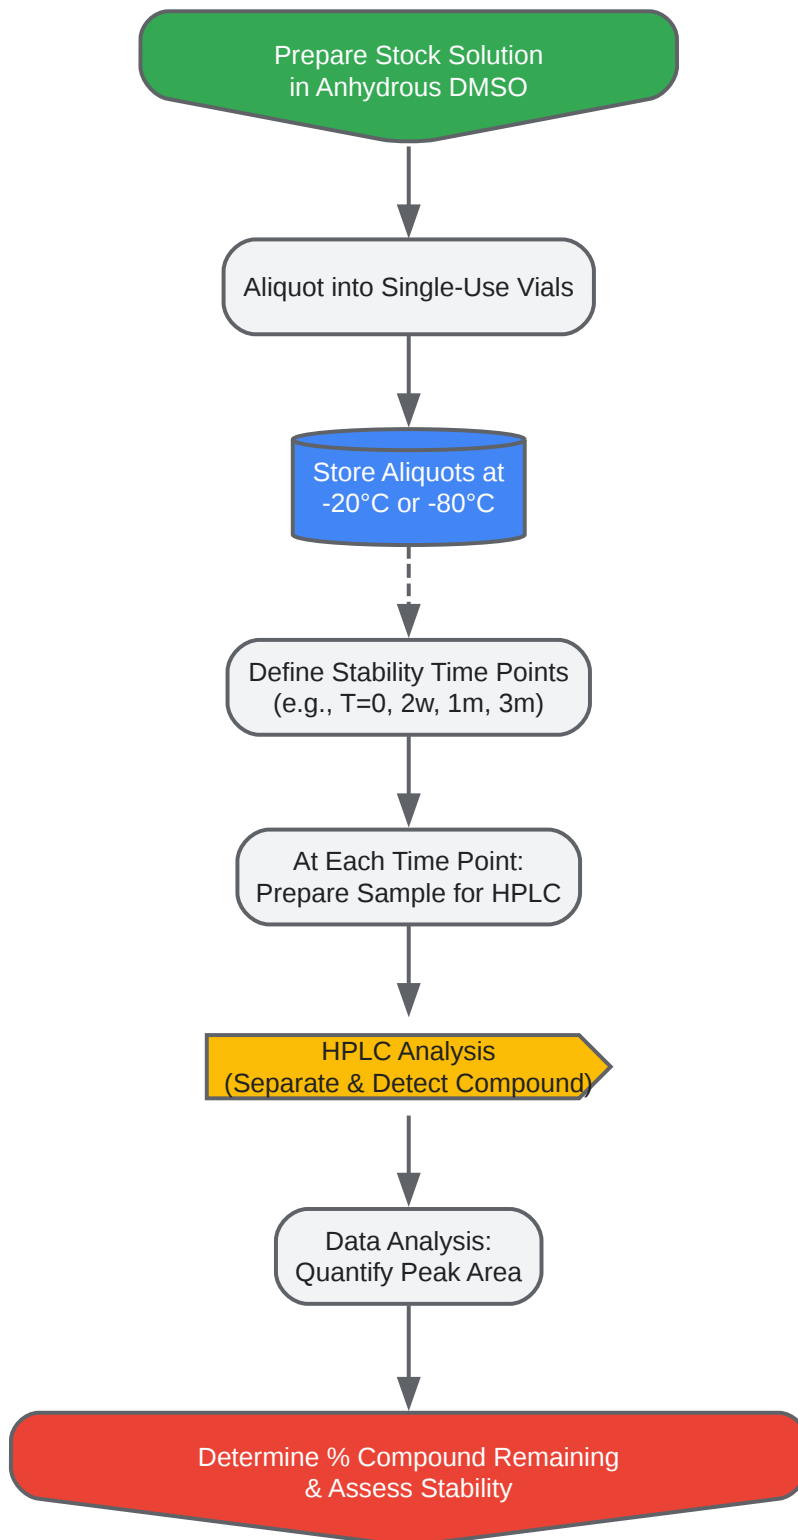 Prepare Stock Solution
in Anhydrous DMSO
Aliquot into Single-Use Vials
Store Aliquots at
-20°C or -80°C
Define Stability Time Points
(e.g., T=0, 2w, 1m, 3m)
At Each Time Point:
Prepare Sample for HPLC
HPLC Analysis
(Separate & Detect Compound)
Data Analysis:
Quantify Peak Area
Determine % Compound Remaining
& Assess Stability